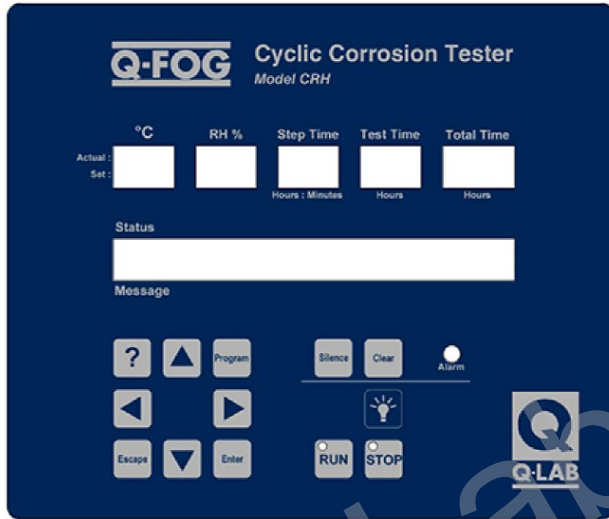 Q-FOG Cyclic Corrosion Tester
Model CRH
°C RH % Step Time Test Time Total Time
Actual :
Set :
Hours : Minutes Hours Hours
Status
Message
? Program Silence Clear
Alarm
Escape Enter RUN STOP
Q
Q-LAB